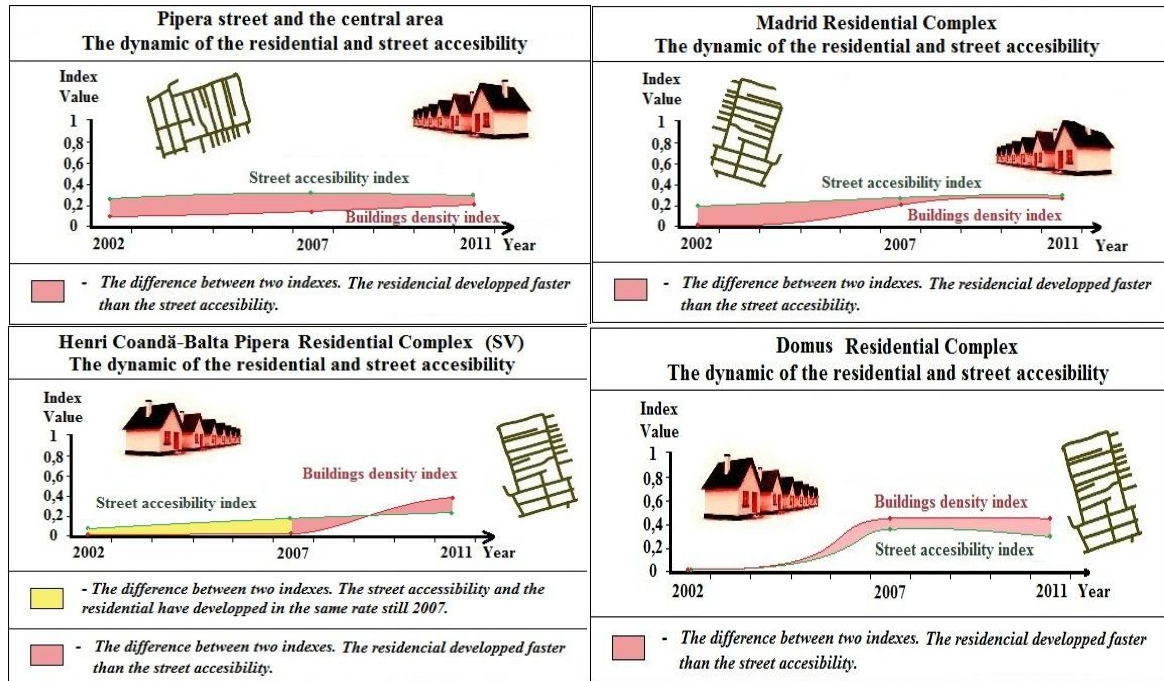 Pipera street and the central area
The dynamic of the residential and street accesibility
Index
Value
1
0,8
0,6
0,4
0,2
0
Street accesibility index
Buildings density index
2002
2007
2011
Year
- The difference between two indexes. The residencial developped faster
than the street accesibility.
Madrid Residential Complex
The dynamic of the residential and street accesibility
Index
Value
1
0,8
0,6
0,4
0,2
0
Street accesibility index
Buildings density index
2002
2007
2011
Year
- The difference between two indexes. The residencial developped faster
than the street accesibility.
Henri Coandă-Balta Pipera Residential Complex (SV)
The dynamic of the residential and street accesibility
Index
Value
1
0,8
0,6
0,4
0,2
0
Buildings density index
Street accesibility index
2002
2007
2011
Year
- The difference between two indexes. The street accessibility and the
residential have developped in the same rate still 2007.
- The difference between two indexes. The residencial developped faster
than the street accesibility.
Domus Residential Complex
The dynamic of the residential and street accesibility
Index
Value
1
0,8
0,6
0,4
0,2
0
Buildings density index
Street accesibility index
2002
2007
2011
Year
- The difference between two indexes. The residencial developped faster
than the street accesibility.